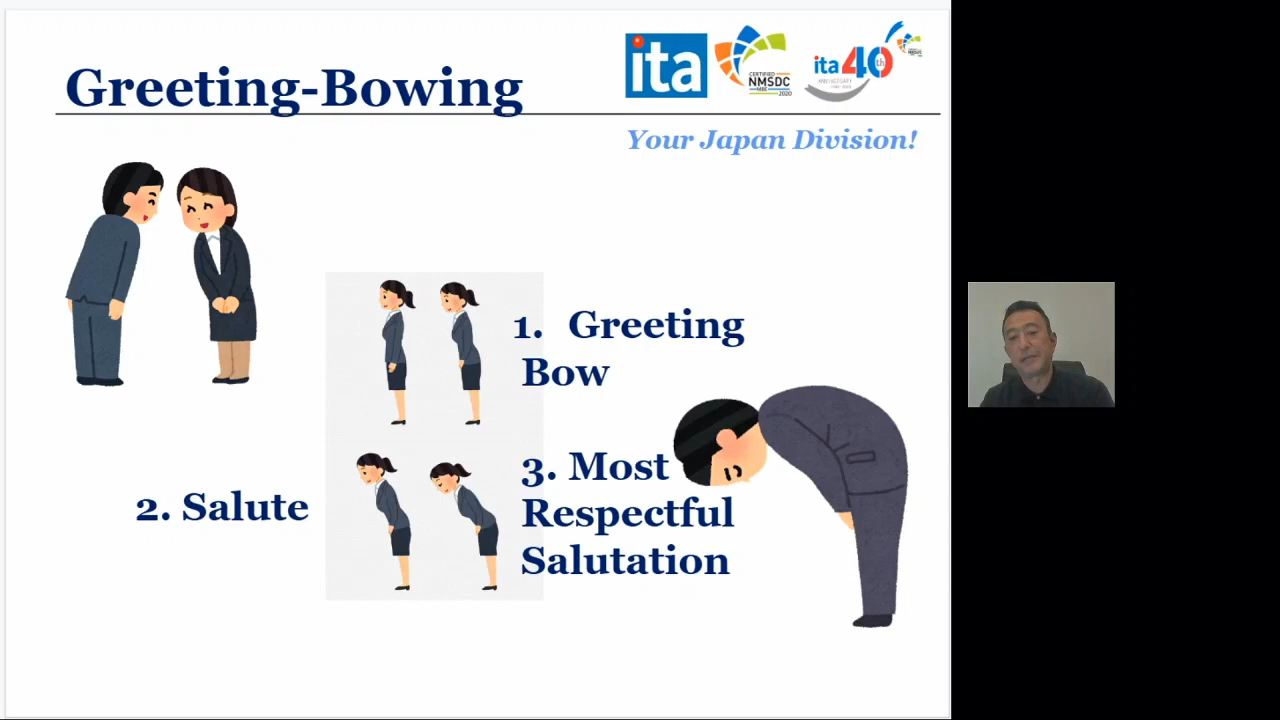 Greeting-Bowing
ita
CERTIFIED
NMSDC
MBE
2020
ita 40th
ANNIVERSARY
Your Japan Division!
1. Greeting
Bow
2. Salute
3. Most
Respectful
Salutation